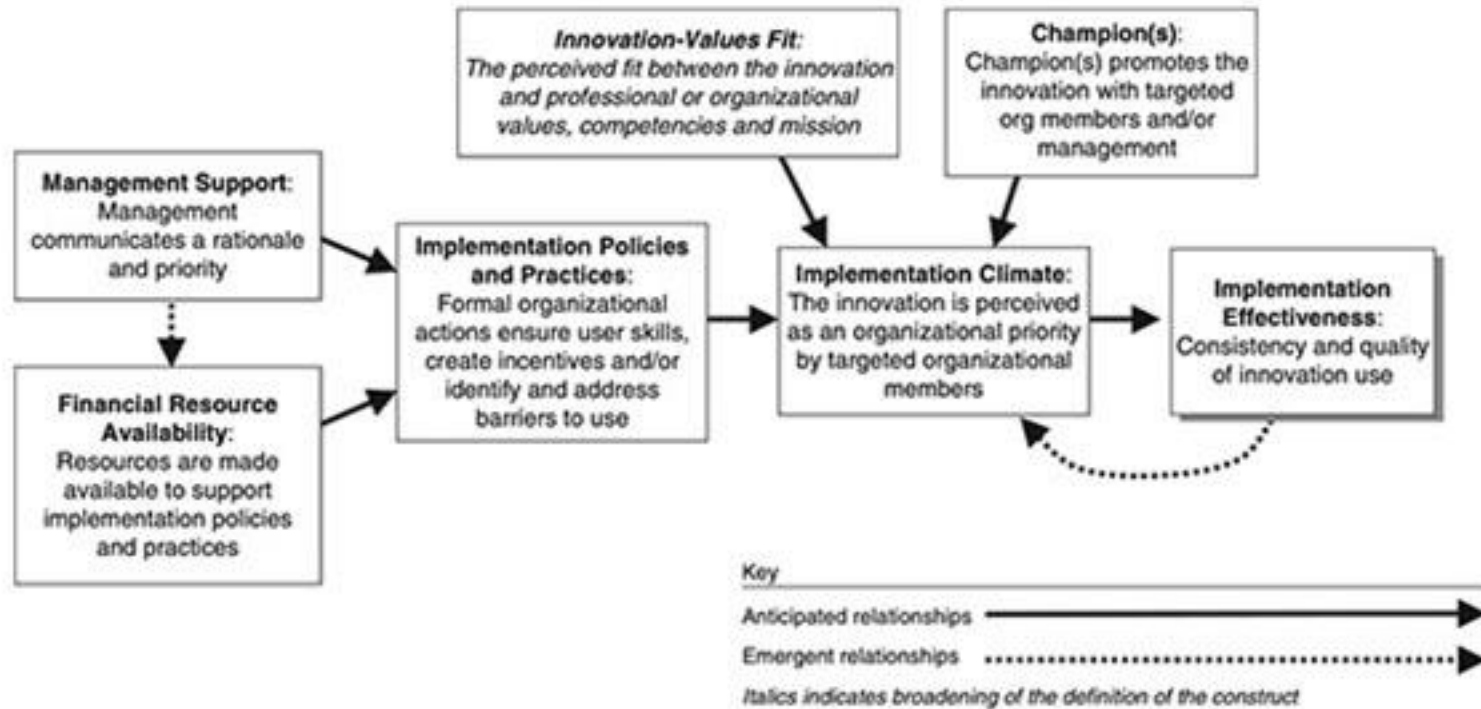 Innovation-Values Fit:
The perceived fit between the innovation
and professional or organizational
values, competencies and mission
Champion(s):
Champion(s) promotes the
innovation with targeted
org members and/or
management
Management Support:
Management
communicates a rationale
and priority
Implementation Policies
and Practices:
Formal organizational
actions ensure user skills,
create incentives and/or
identify and address
barriers to use
Implementation Climate:
The innovation is perceived
as an organizational priority
by targeted organizational
members
Implementation
Effectiveness:
Consistency and quality
of innovation use
Financial Resource
Availability:
Resources are made
available to support
implementation policies
and practices
Key
Anticipated relationships
Emergent relationships
Italics indicates broadening of the definition of the construct